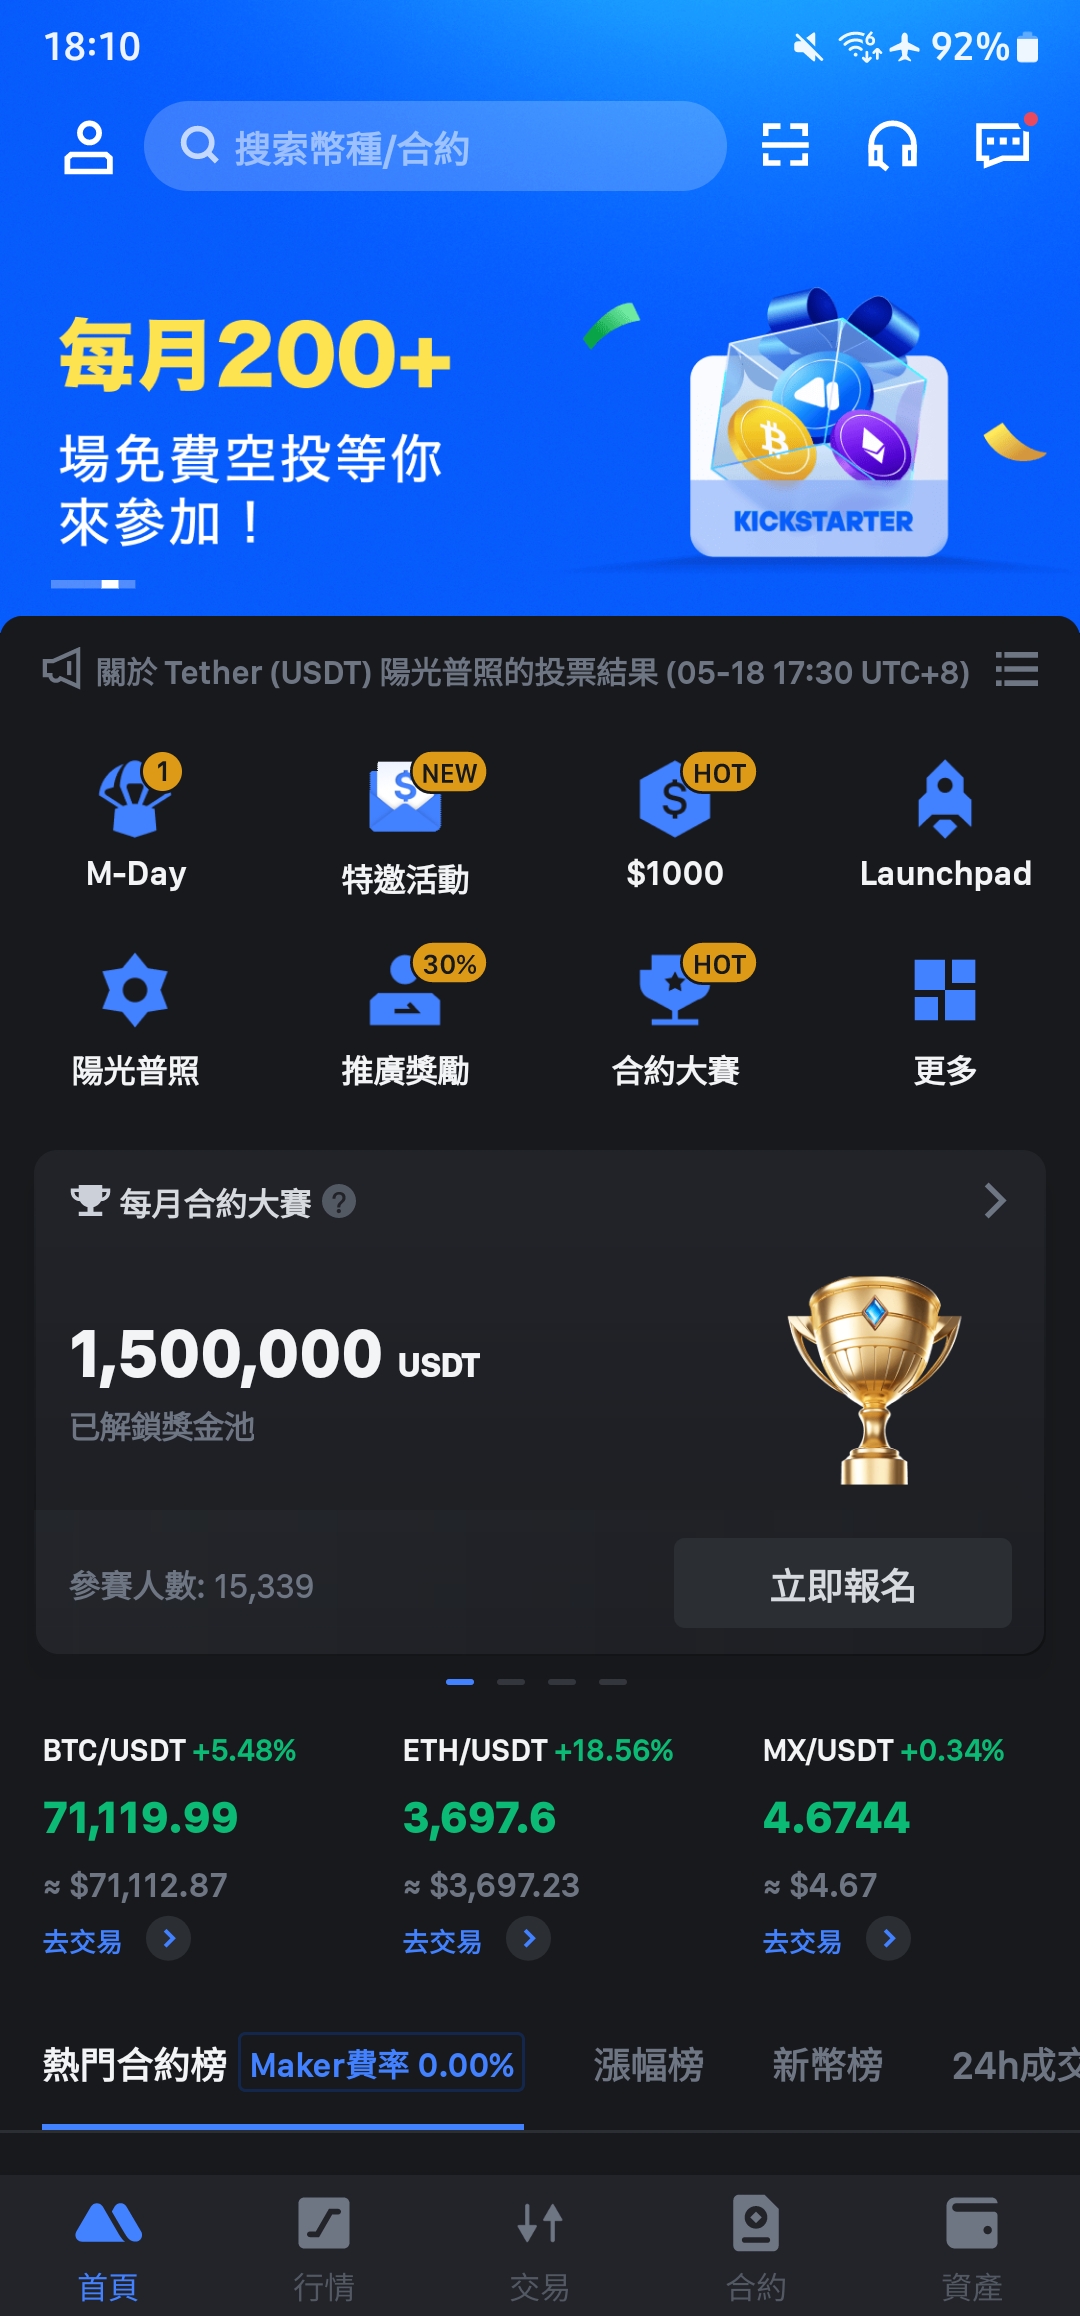 18:10
6
92%
搜索幣種/合約
每月200+
場免費空投等你
來參加！
KICKSTARTER
關於 Tether (USDT) 陽光普照的投票結果 (05-18 17:30 UTC+8)
1
NEW
HOT
M-Day
特邀活動
$1000
Launchpad
30%
HOT
陽光普照
推廣獎勵
合約大賽
更多
每月合約大賽 ?
1,500,000 USDT
已解鎖獎金池
參賽人數: 15,339
立即報名
BTC/USDT +5.48%
ETH/USDT +18.56%
MX/USDT +0.34%
71,119.99
3,697.6
4.6744
≈ $71,112.87
≈ $3,697.23
≈ $4.67
去交易
去交易
去交易
熱門合約榜 Maker費率 0.00%
漲幅榜
新幣榜
24h成交
首頁
行情
交易
合約
資產